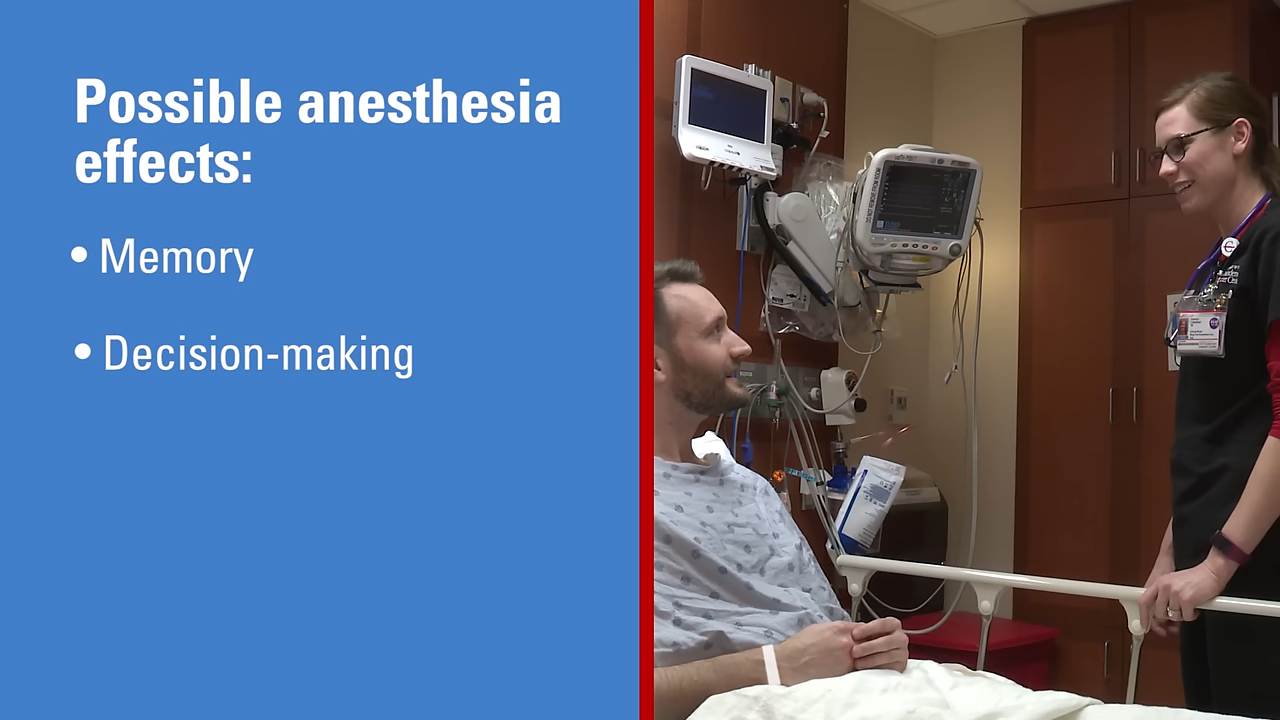 Possible anesthesia
effects:
• Memory
• Decision-making